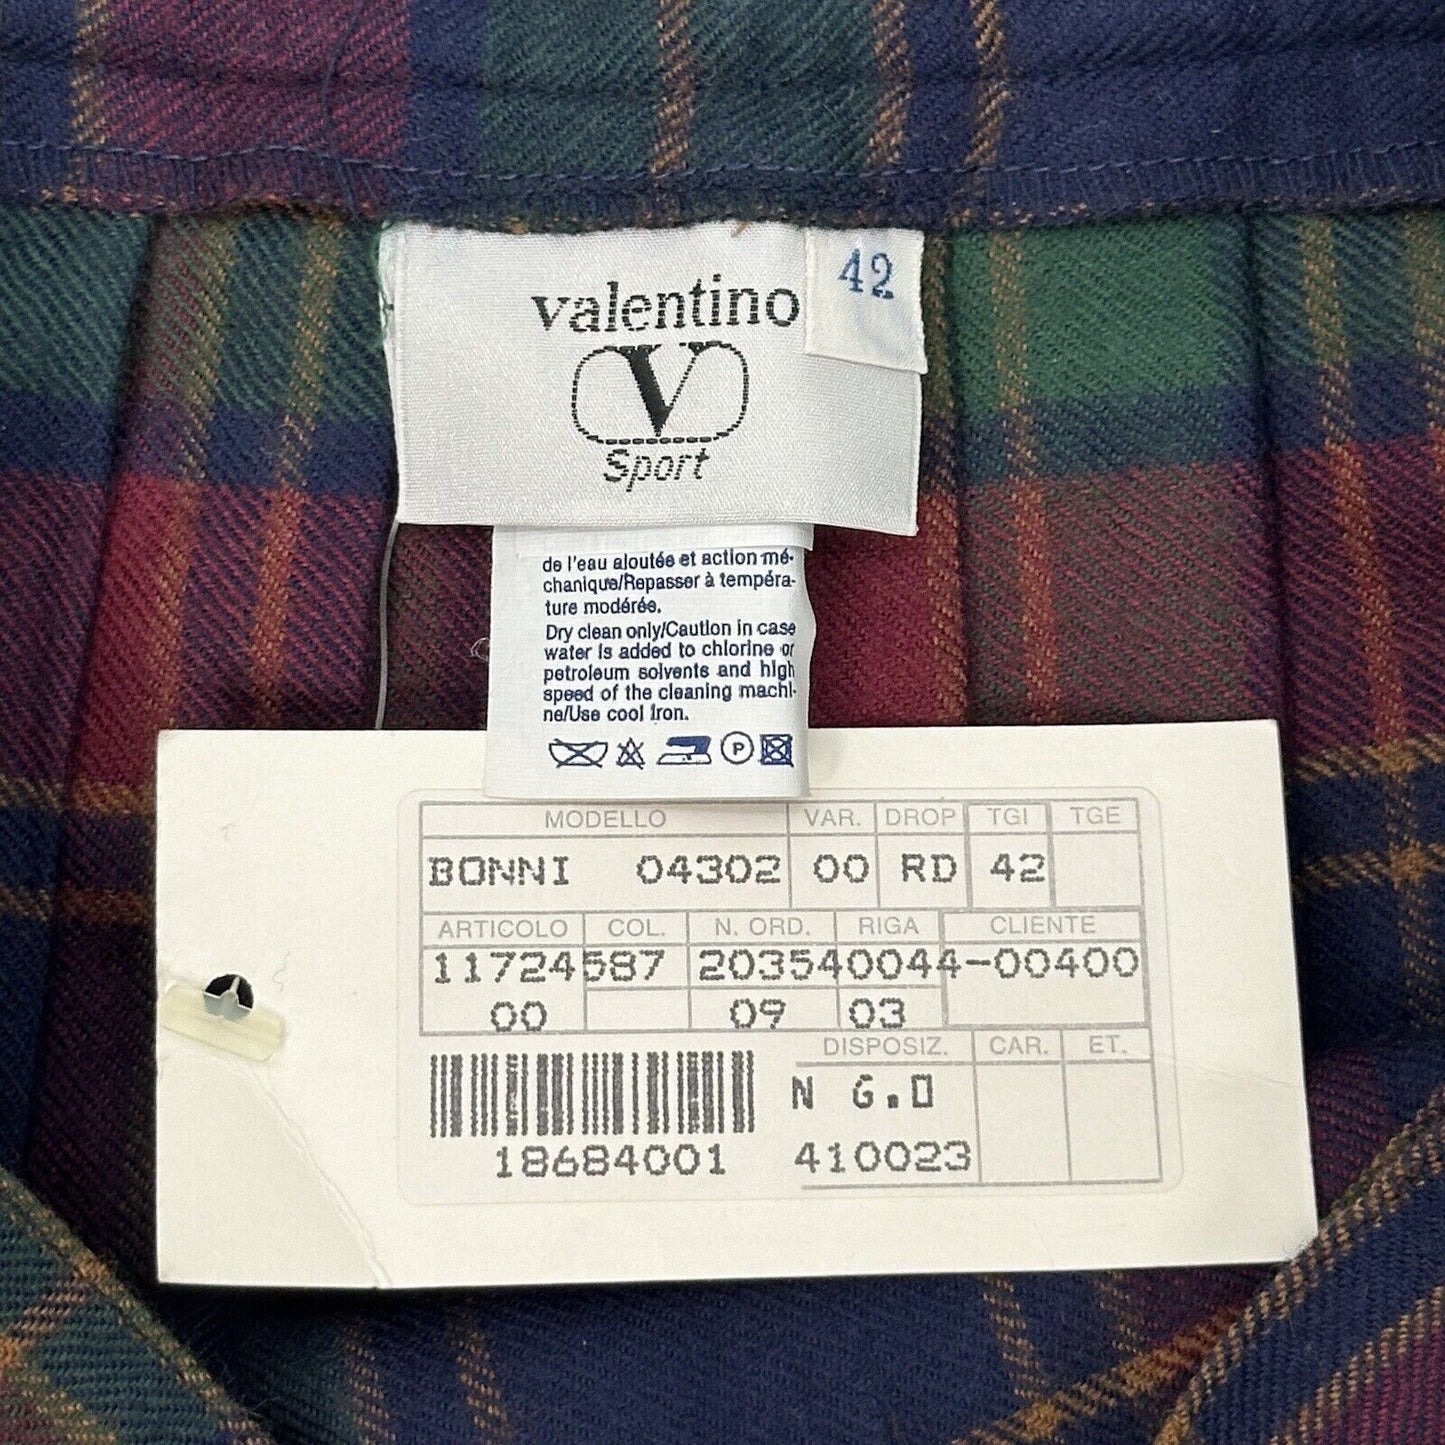 valentino
42
V
Sport
de l'eau aloutée et action mé-
chanique/Repasser à tempéra-
ture modérée.
Dry clean only/Caution in case
water is added to chlorine or
petroleum solvents and high
speed of the cleaning machi-
ne/Use cool iron.
P
MODELLO VAR. DROP TGI TGE
BONNI 04302 00 RD 42
ARTICOLO COL. N. ORD. RIGA CLIENTE
11724587 203540044-00400
00 09 03
DISPOSIZ. CAR. ET.
N G.0
18684001 410023